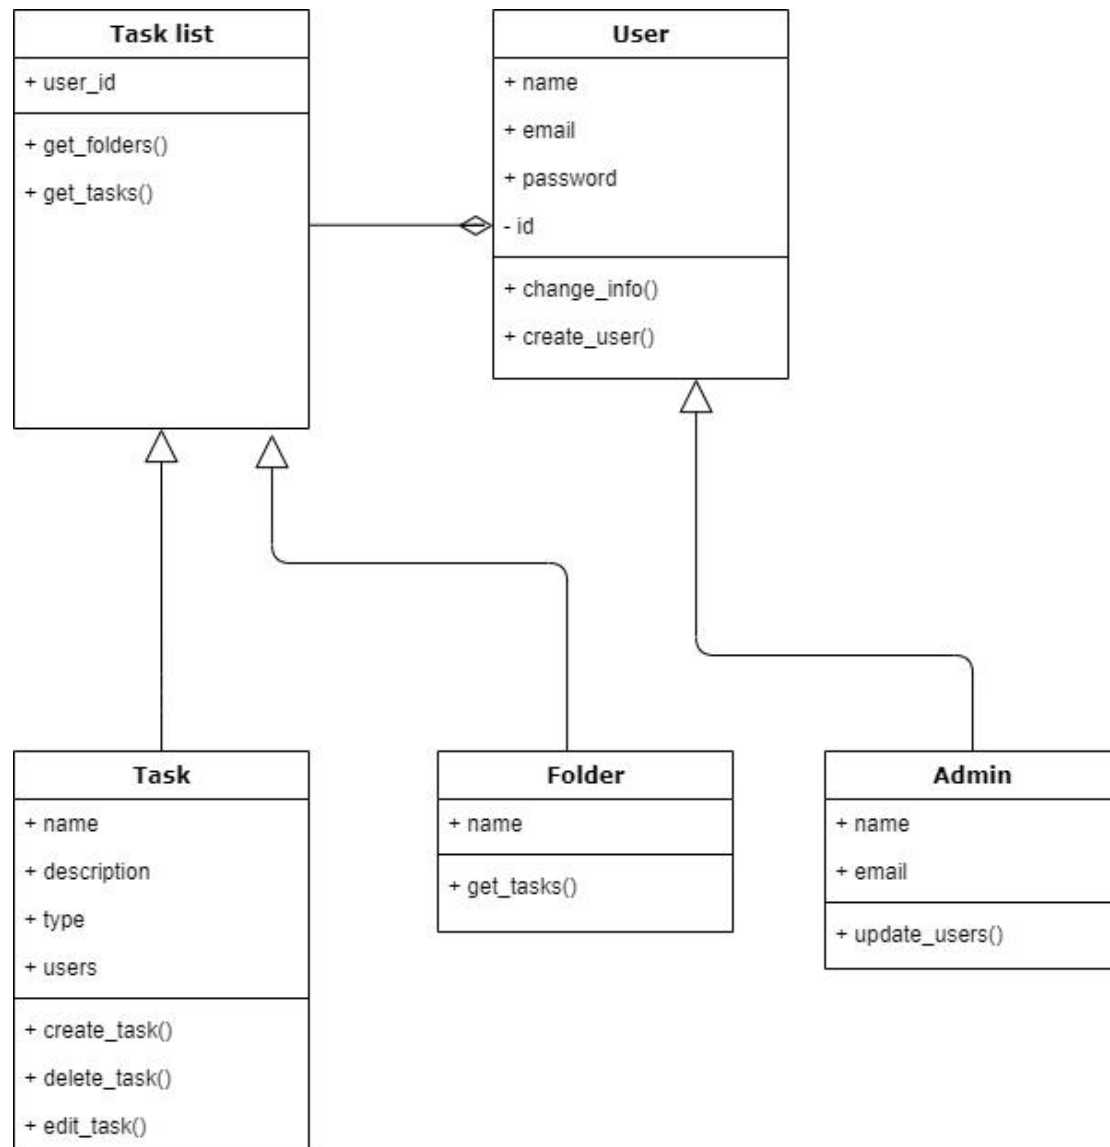 Task list
+ user_id
+ get_folders()
+ get_tasks()
User
+ name
+ email
+ password
- id
+ change_info()
+ create_user()
Task
+ name
+ description
+ type
+ users
+ create_task()
+ delete_task()
+ edit_task()
Folder
+ name
+ get_tasks()
Admin
+ name
+ email
+ update_users()